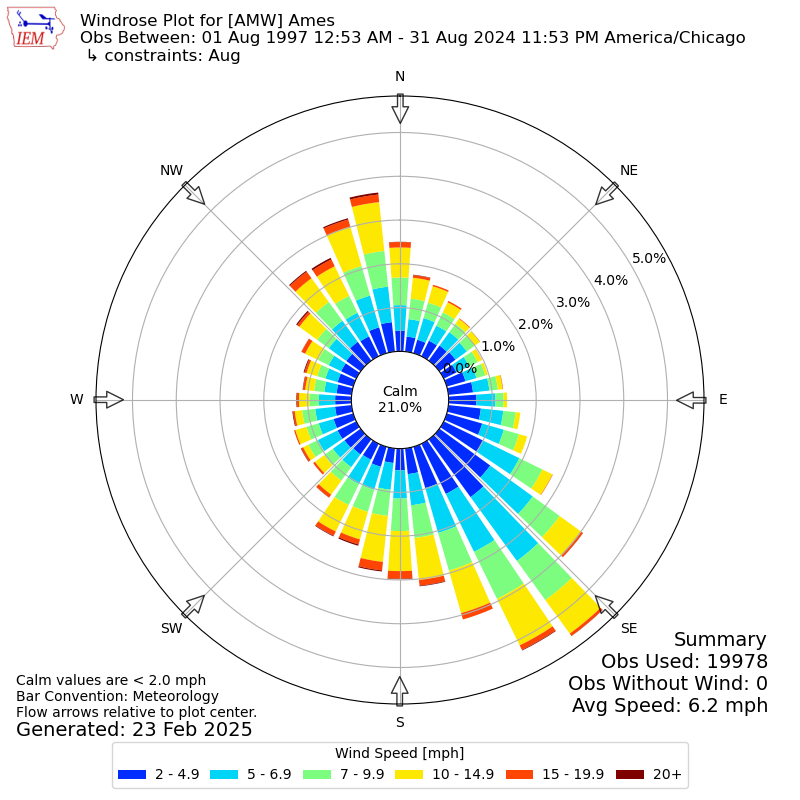 IEM
Windrose Plot for [AMW] Ames
Obs Between: 01 Aug 1997 12:53 AM - 31 Aug 2024 11:53 PM America/Chicago
↳ constraints: Aug
N
NW
NE
5.0%
4.0%
3.0%
2.0%
1.0%
0.0%
W
Calm
21.0%
E
SW
SE
S
Summary
Obs Used: 19978
Obs Without Wind: 0
Avg Speed: 6.2 mph
Calm values are < 2.0 mph
Bar Convention: Meteorology
Flow arrows relative to plot center.
Generated: 23 Feb 2025
Wind Speed [mph]
2 - 4.9 5 - 6.9 7 - 9.9 10 - 14.9 15 - 19.9 20+